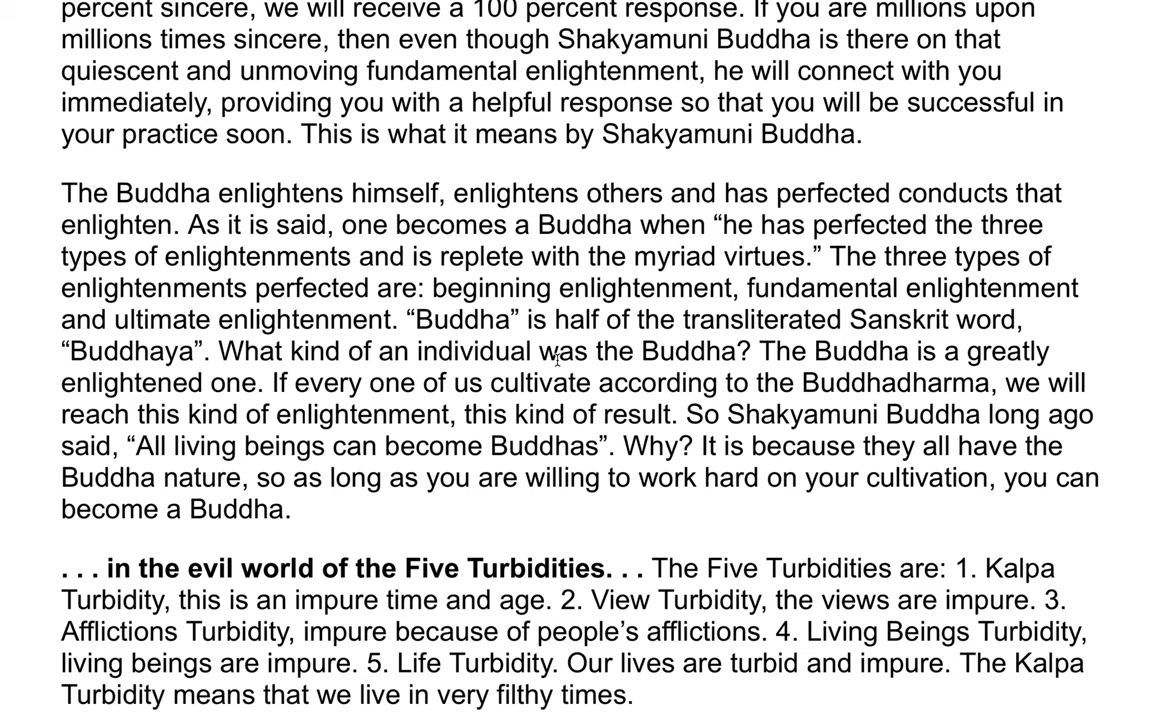 percent sincere, we will receive a 100 percent response. If you are millions upon
millions times sincere, then even though Shakyamuni Buddha is there on that
quiescent and unmoving fundamental enlightenment, he will connect with you
immediately, providing you with a helpful response so that you will be successful in
your practice soon. This is what it means by Shakyamuni Buddha.
The Buddha enlightens himself, enlightens others and has perfected conducts that
enlighten. As it is said, one becomes a Buddha when “he has perfected the three
types of enlightenments and is replete with the myriad virtues.” The three types of
enlightenments perfected are: beginning enlightenment, fundamental enlightenment
and ultimate enlightenment. “Buddha” is half of the transliterated Sanskrit word,
“Buddhaya”. What kind of an individual was the Buddha? The Buddha is a greatly
enlightened one. If every one of us cultivate according to the Buddhadharma, we will
reach this kind of enlightenment, this kind of result. So Shakyamuni Buddha long ago
said, “All living beings can become Buddhas”. Why? It is because they all have the
Buddha nature, so as long as you are willing to work hard on your cultivation, you can
become a Buddha.
. . . in the evil world of the Five Turbidities. . . The Five Turbidities are: 1. Kalpa
Turbidity, this is an impure time and age. 2. View Turbidity, the views are impure. 3.
Afflictions Turbidity, impure because of people’s afflictions. 4. Living Beings Turbidity,
living beings are impure. 5. Life Turbidity. Our lives are turbid and impure. The Kalpa
Turbidity means that we live in very filthy times.